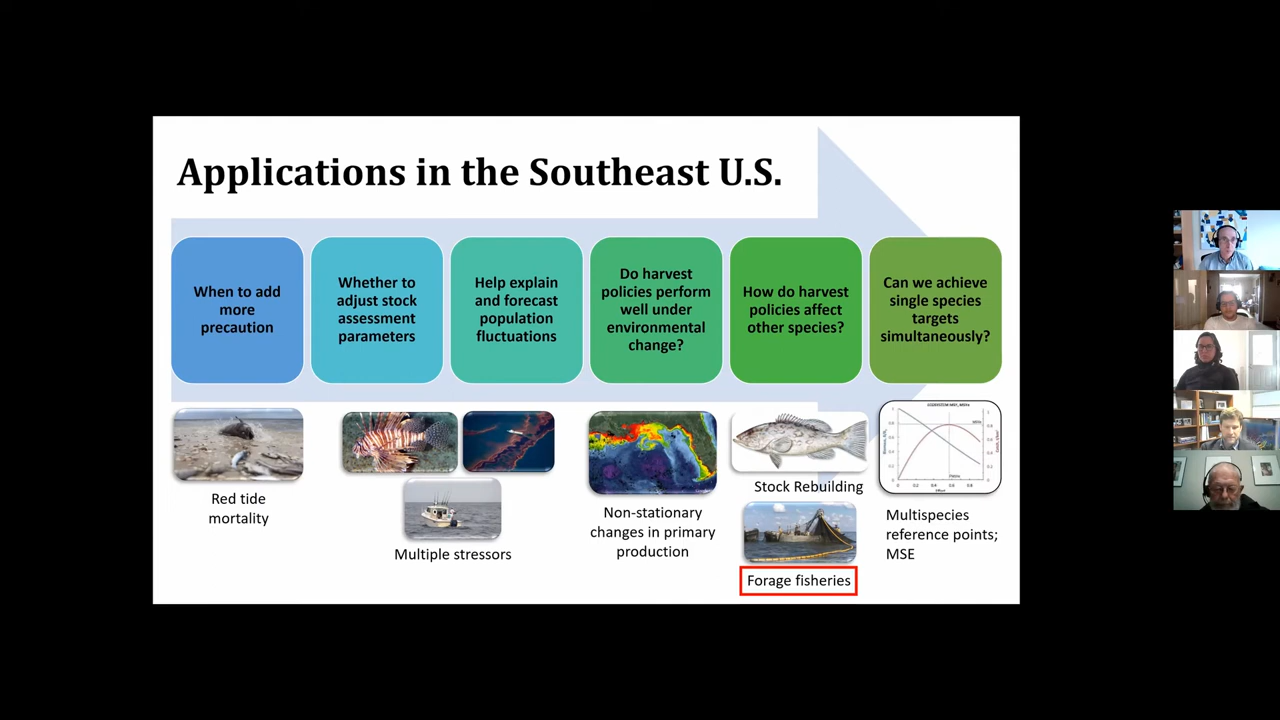 Applications in the Southeast U.S.
When to add
more
precaution
Whether to
adjust stock
assessment
parameters
Help explain
and forecast
population
fluctuations
Do harvest
policies perform
well under
environmental
change?
How do harvest
policies affect
other species?
Can we achieve
single species
targets
simultaneously?
Red tide
mortality
Multiple stressors
Non-stationary
changes in primary
production
Stock Rebuilding
Forage fisheries
Multispecies
reference points;
MSE